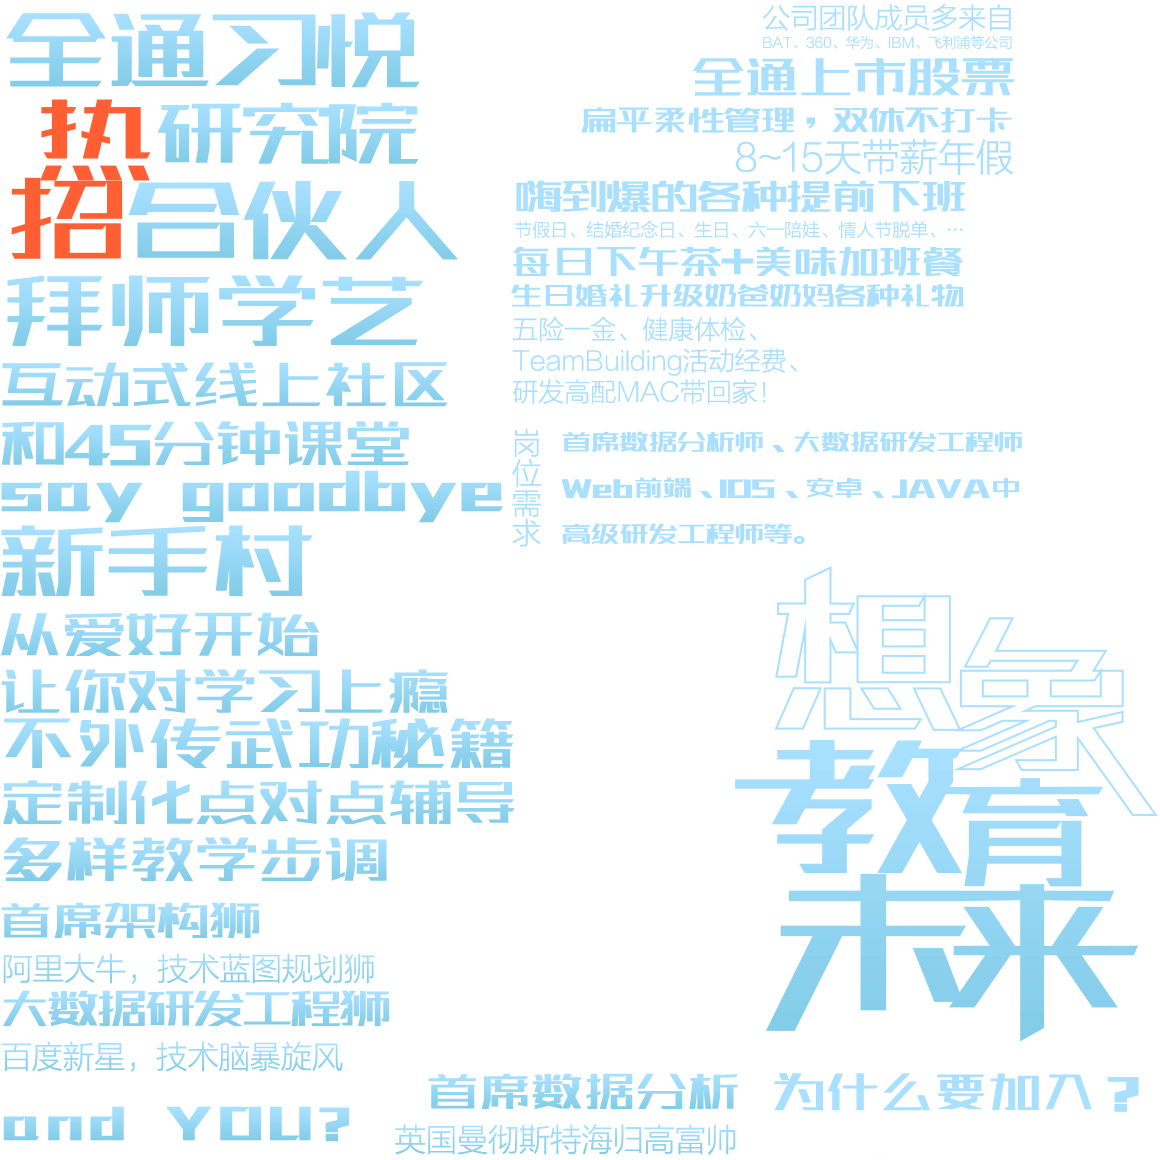 全通习悦
热研究院
招合伙人
拜师学艺
互动式线上社区
和45分钟课堂
say goodbye
新手村
从爱好开始
让你对学习上瘾
不外传武功秘籍
定制化点对点辅导
多样教学步调
首席架构狮
阿里大牛，技术蓝图规划狮
大数据研发工程狮
百度新星，技术脑暴旋风
and YOU?
首席数据分析
英国曼彻斯特海归高富帅
为什么要加入?
公司团队成员多来自
BAT、360、华为、IBM、飞利浦等公司
全通上市股票
扁平柔性管理，双休不打卡
8~15天带薪年假
嗨到爆的各种提前下班
节假日、结婚纪念日、生日、六一陪娃、情人节脱单、…
每日下午茶+美味加班餐
生日婚礼升级奶爸奶妈各种礼物
五险一金、健康体检、
TeamBuilding活动经费、
研发高配MAC带回家！
岗位需求
首席数据分析师、大数据研发工程师
Web前端、IOS、安卓、JAVA中
高级研发工程师等。
想象
教育
未来